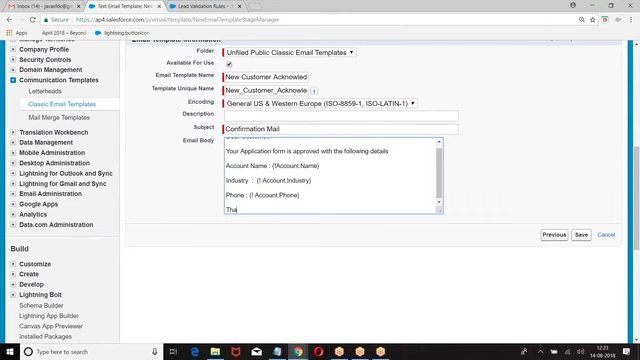 Inbox (14) - javasfdc@g
Text Email Template: New
Lead Validation Rules ~
Secure
https://ap4.salesforce.com/p/email/template/NewEmailTemplateStageManager
Apps
April 2018 – Beyond
lightning:buttonIcon
Company Profile
Security Controls
Domain Management
Communication Templates
Letterheads
Classic Email Templates
Mail Merge Templates
Translation Workbench
Data Management
Mobile Administration
Desktop Administration
Lightning for Outlook and Sync
Lightning for Gmail and Sync
Email Administration
Google Apps
Analytics
Data.com Administration
Build
Customize
Create
Develop
Lightning Bolt
Schema Builder
Lightning App Builder
Canvas App Previewer
Installed Packages
Email Template Information
Folder
Unfiled Public Classic Email Templates
Available For Use
Email Template Name
New Customer Acknowled
Template Unique Name
New_Customer_Acknowle
Encoding
General US & Western Europe (ISO-8859-1, ISO-LATIN-1)
Description
Subject
Confirmation Mail
Email Body
Your Application form is approved with the following details
Account Name : {!Account.Name}
Industry : {! Account.Industry}
Phone : {! Account.Phone}
Tha
Previous
Save
Cancel
Type here to search
12:23
14-08-2018